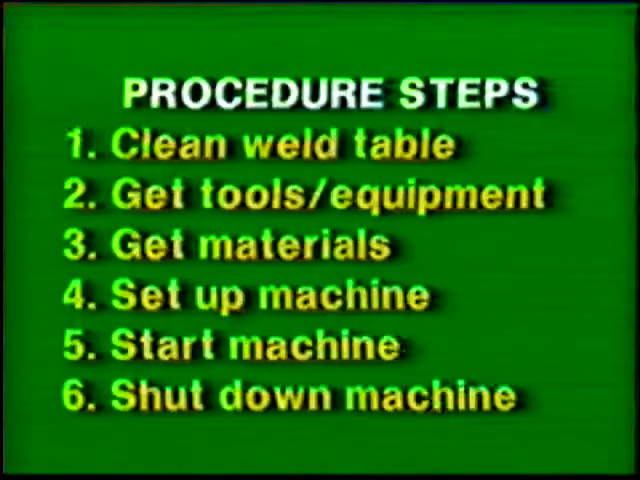 PROCEDURE STEPS
1. Clean weld table
2. Get tools/equipment
3. Get materials
4. Set up machine
5. Start machine
6. Shut down machine